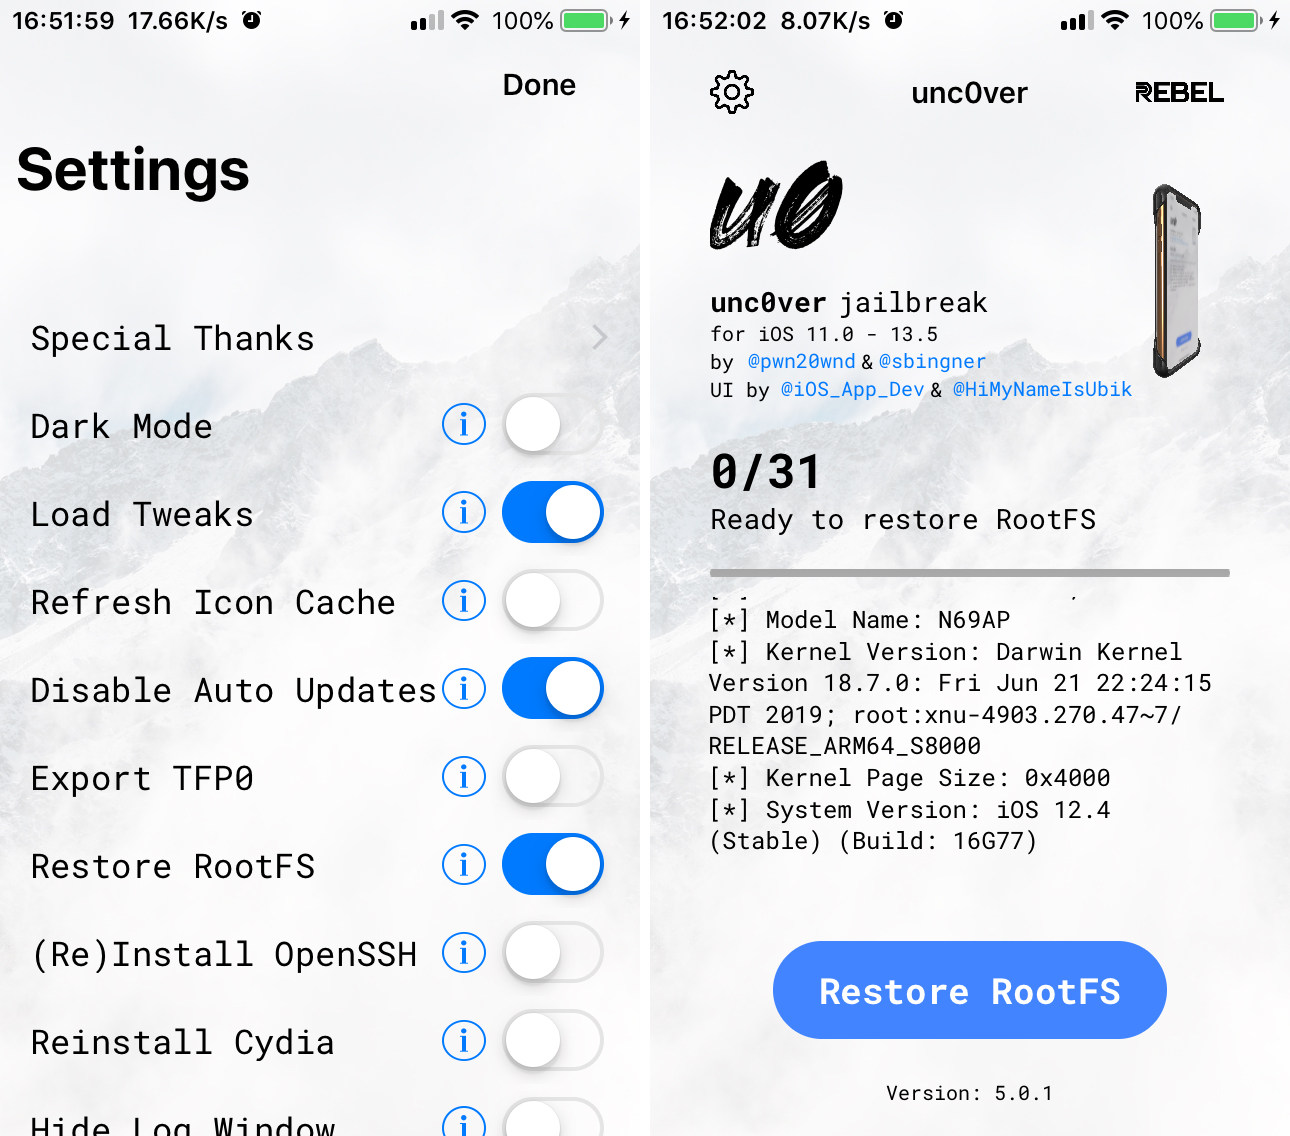 16:51:59 17.66K/s 100%
Done
Settings
Special Thanks
Dark Mode i
Load Tweaks i
Refresh Icon Cache i
Disable Auto Updates i
Export TFP0 i
Restore RootFS i
(Re)Install OpenSSH i
Reinstall Cydia i
Hide Log Window i
16:52:02 8.07K/s 100%
unc0ver REBEL
u0
unc0ver jailbreak
for iOS 11.0 - 13.5
by @pwn20wnd & @sbingner
UI by @iOS_App_Dev & @HiMyNameIsUbik
0/31
Ready to restore RootFS
[*] Model Name: N69AP
[*] Kernel Version: Darwin Kernel
Version 18.7.0: Fri Jun 21 22:24:15
PDT 2019; root:xnu-4903.270.47~7/
RELEASE_ARM64_S8000
[*] Kernel Page Size: 0x4000
[*] System Version: iOS 12.4
(Stable) (Build: 16G77)
Restore RootFS
Version: 5.0.1